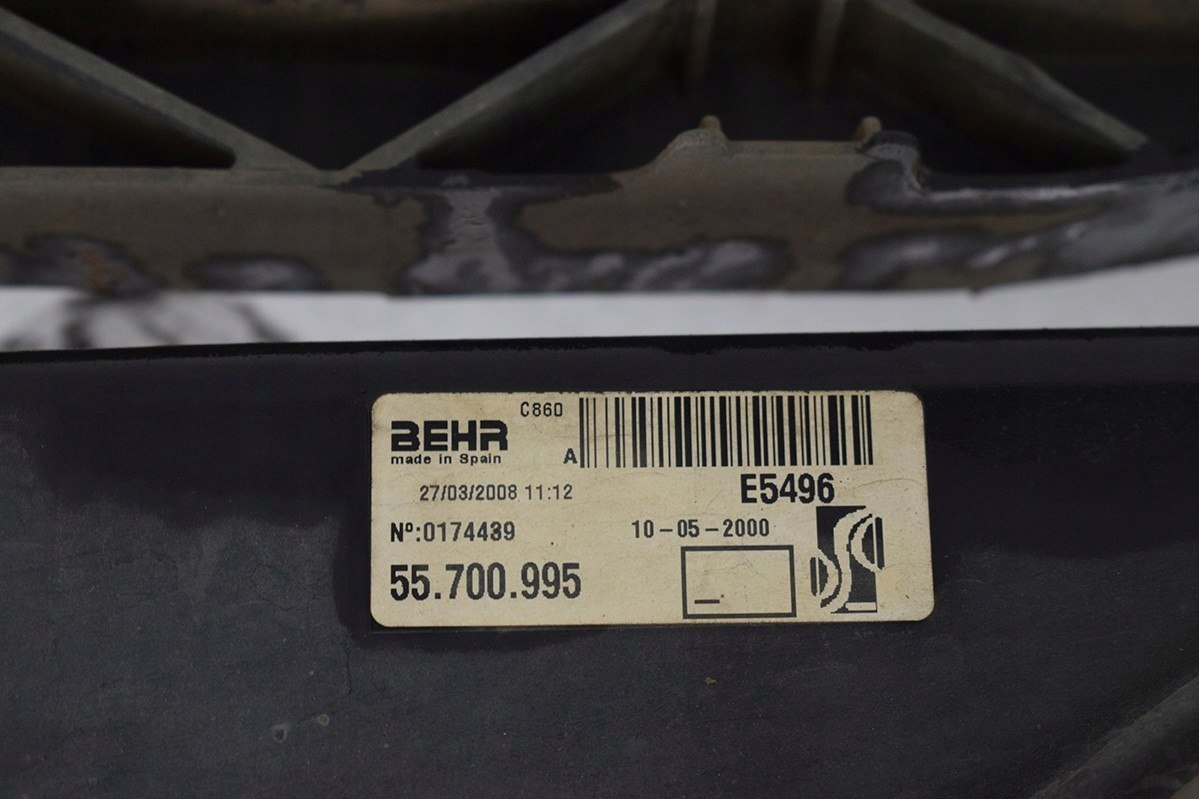 C860
BEHR
made in Spain
A
27/03/2008 11:12
E5496
Nº:0174439
10-05-2000
55.700.995